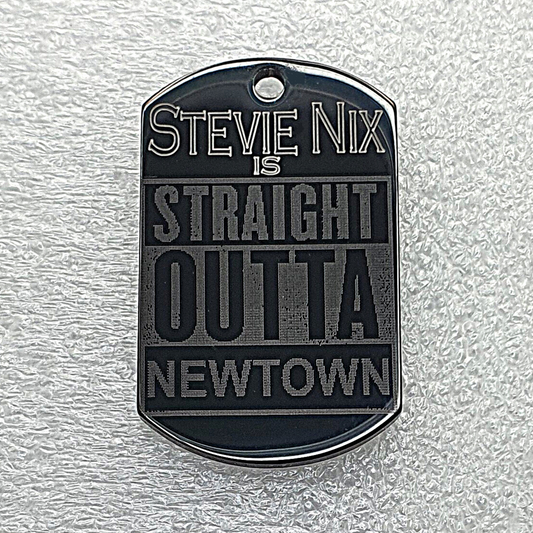 STEVIE NIX
IS
STRAIGHT
OUTTA
NEWTOWN